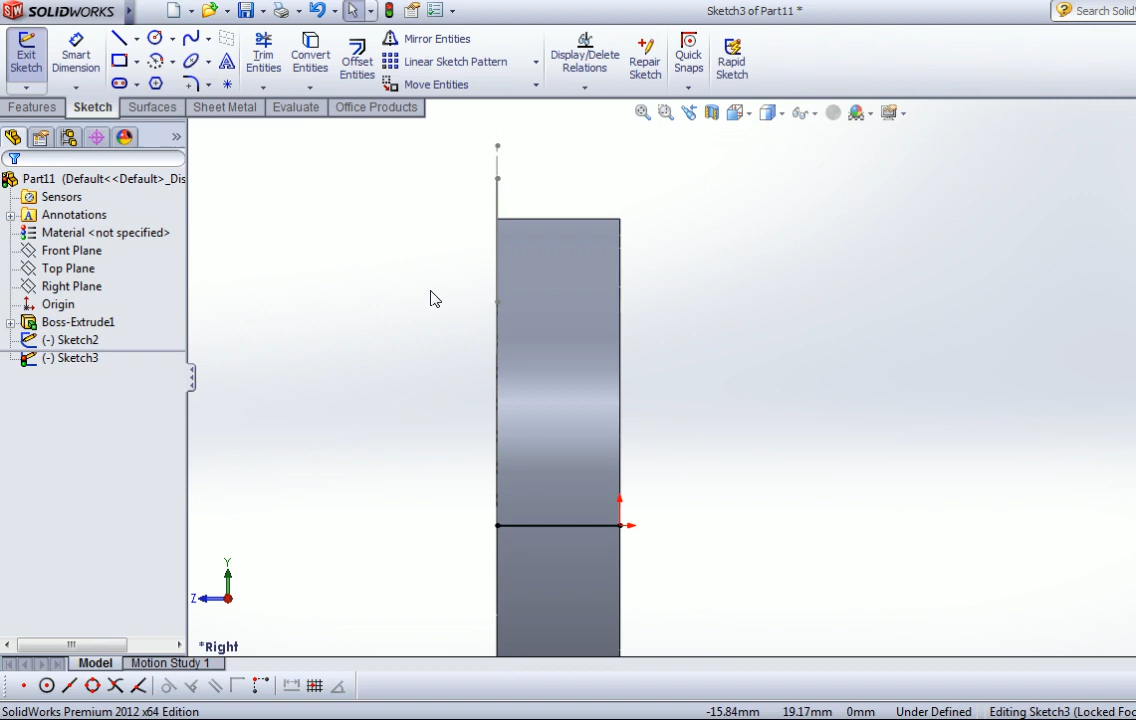 SOLIDWORKS
Sketch3 of Part11 *
Search Solid
Exit Sketch
Smart Dimension
Trim Entities
Convert Entities
Offset Entities
Mirror Entities
Linear Sketch Pattern
Move Entities
Display/Delete Relations
Repair Sketch
Quick Snaps
Rapid Sketch
Features Sketch Surfaces Sheet Metal Evaluate Office Products
Part11 (Default<<Default>_Dis
Sensors
Annotations
Material <not specified>
Front Plane
Top Plane
Right Plane
Origin
Boss-Extrude1
(-) Sketch2
(-) Sketch3
Y
Z
*Right
Model Motion Study 1
SolidWorks Premium 2012 x64 Edition -15.84mm 19.17mm 0mm Under Defined Editing Sketch3 (Locked Foc